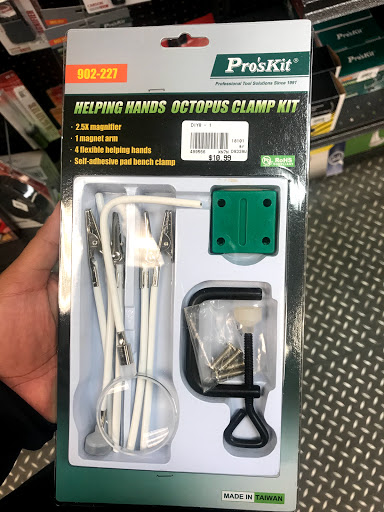 902-227
Pro'sKit®
Professional Tool Solutions Since 1991
HELPING HANDS OCTOPUS CLAMP KIT
· 2.5X magnifier
· 1 magnet arm
· 4 flexible helping hands
· Self-adhesive pad bench clamp
RoHS
$10.99
MADE IN TAIWAN